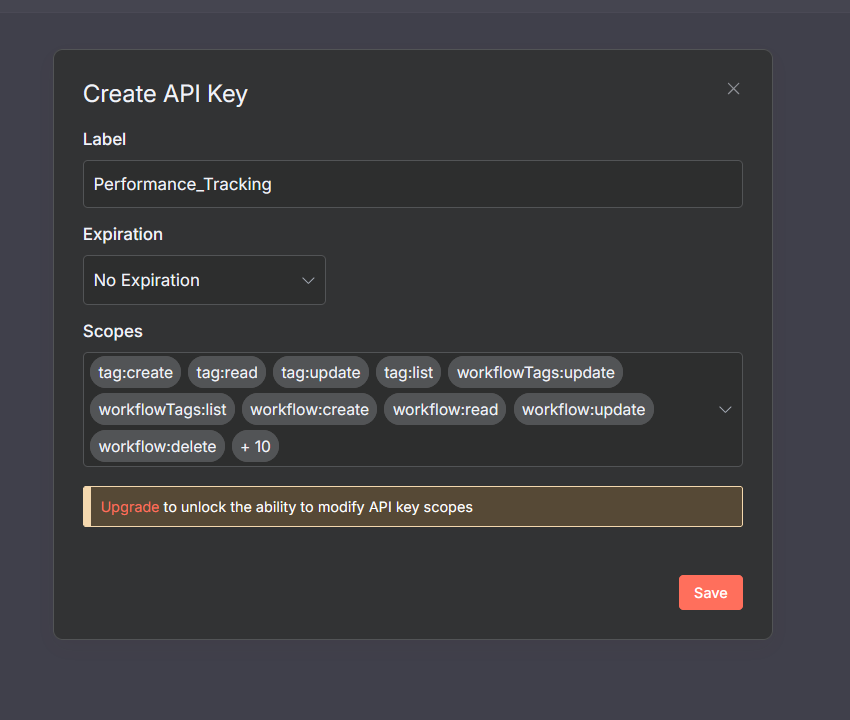 Create API Key
Label
Performance_Tracking
Expiration
No Expiration
Scopes
tag:create tag:read tag:update tag:list workflowTags:update
workflowTags:list workflow:create workflow:read workflow:update
workflow:delete + 10
Upgrade to unlock the ability to modify API key scopes
Save